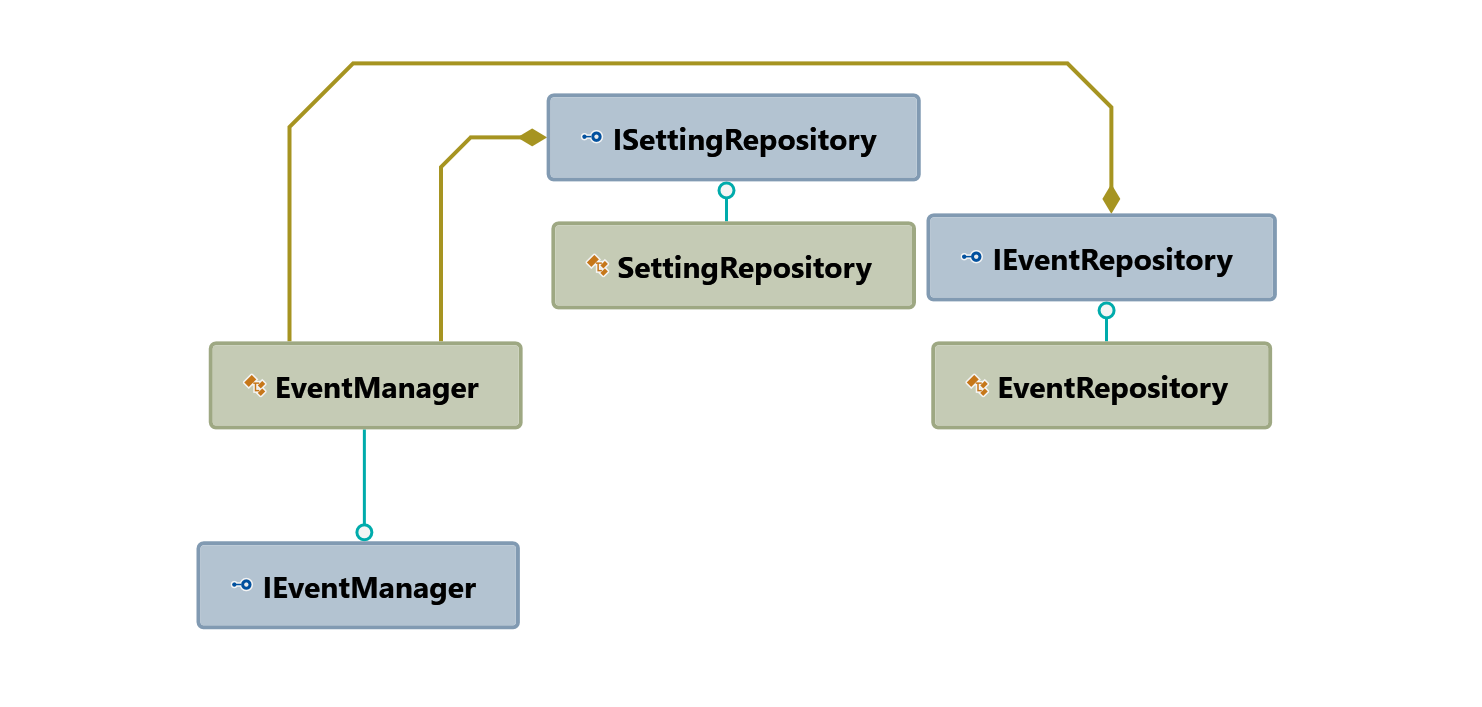 ISettingRepository
SettingRepository
IEventRepository
EventManager
EventRepository
IEventManager